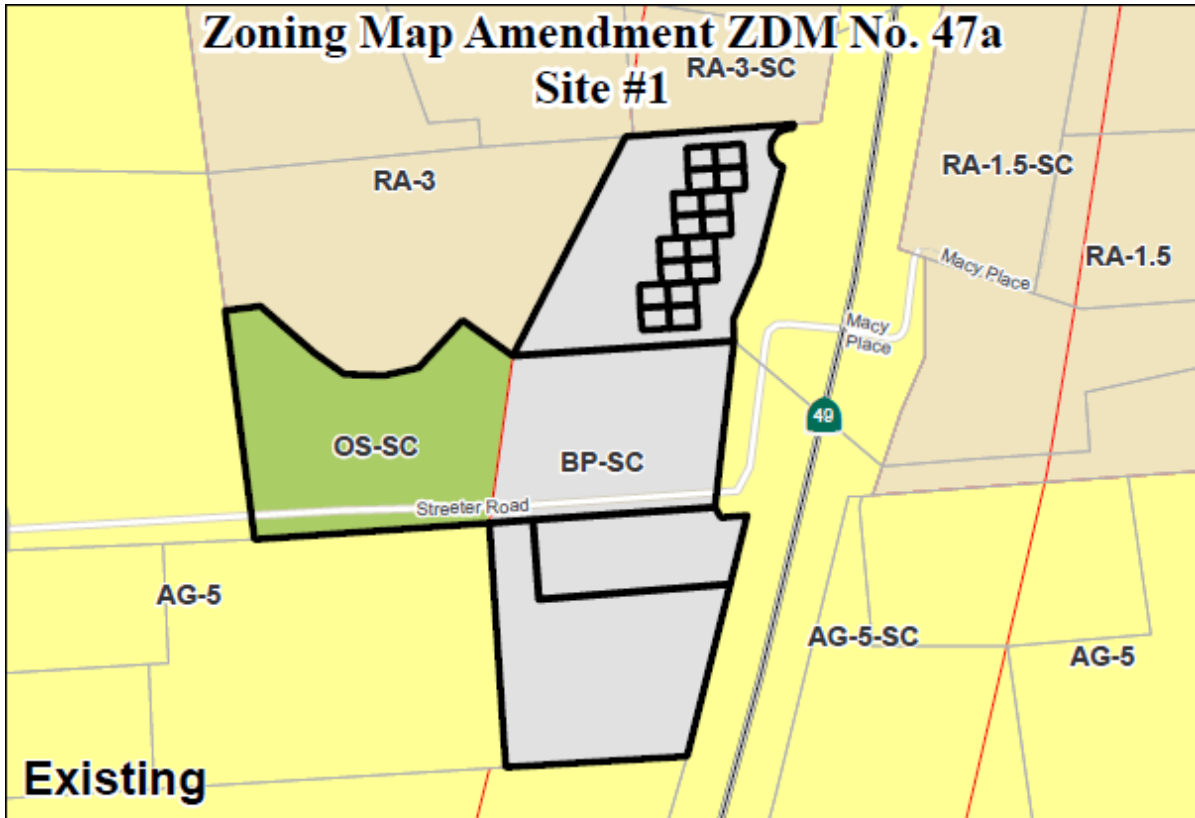 Zoning Map Amendment ZDM No. 47a
Site #1
RA-3-SC
RA-3
RA-1.5-SC
RA-1.5
Macy Place
Macy
Place
49
OS-SC
BP-SC
Streeter Road
AG-5
AG-5-SC
AG-5
Existing